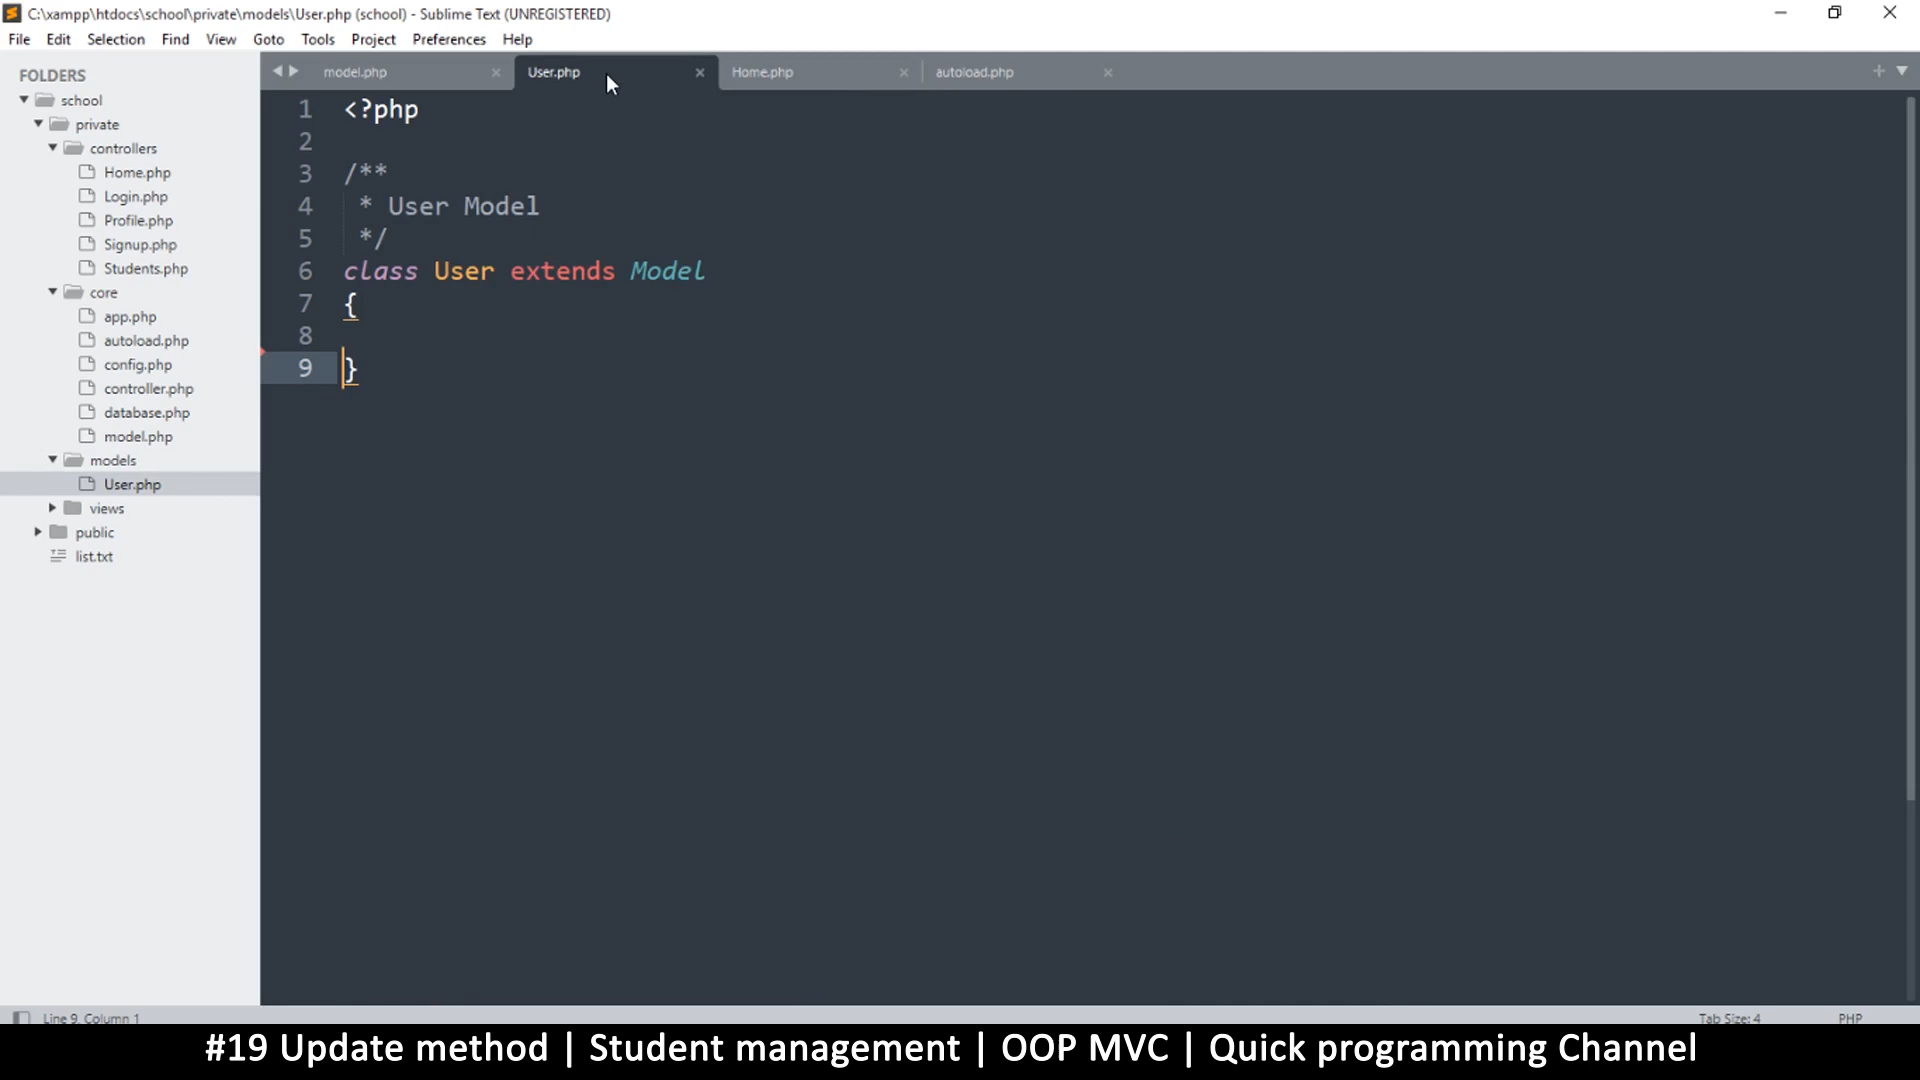 C:\xampp\htdocs\school\private\models\User.php (school) - Sublime Text (UNREGISTERED)
File Edit Selection Find View Goto Tools Project Preferences Help
FOLDERS
school
private
controllers
Home.php
Login.php
Profile.php
Signup.php
Students.php
core
app.php
autoload.php
config.php
controller.php
database.php
model.php
models
User.php
views
public
list.txt
model.php User.php Home.php autoload.php
1 <?php
2
3 /**
4 * User Model
5 */
6 class User extends Model
7 {
8
9 }
Line 9, Column 1 Tab Size: 4 PHP
#19 Update method | Student management | OOP MVC | Quick programming Channel